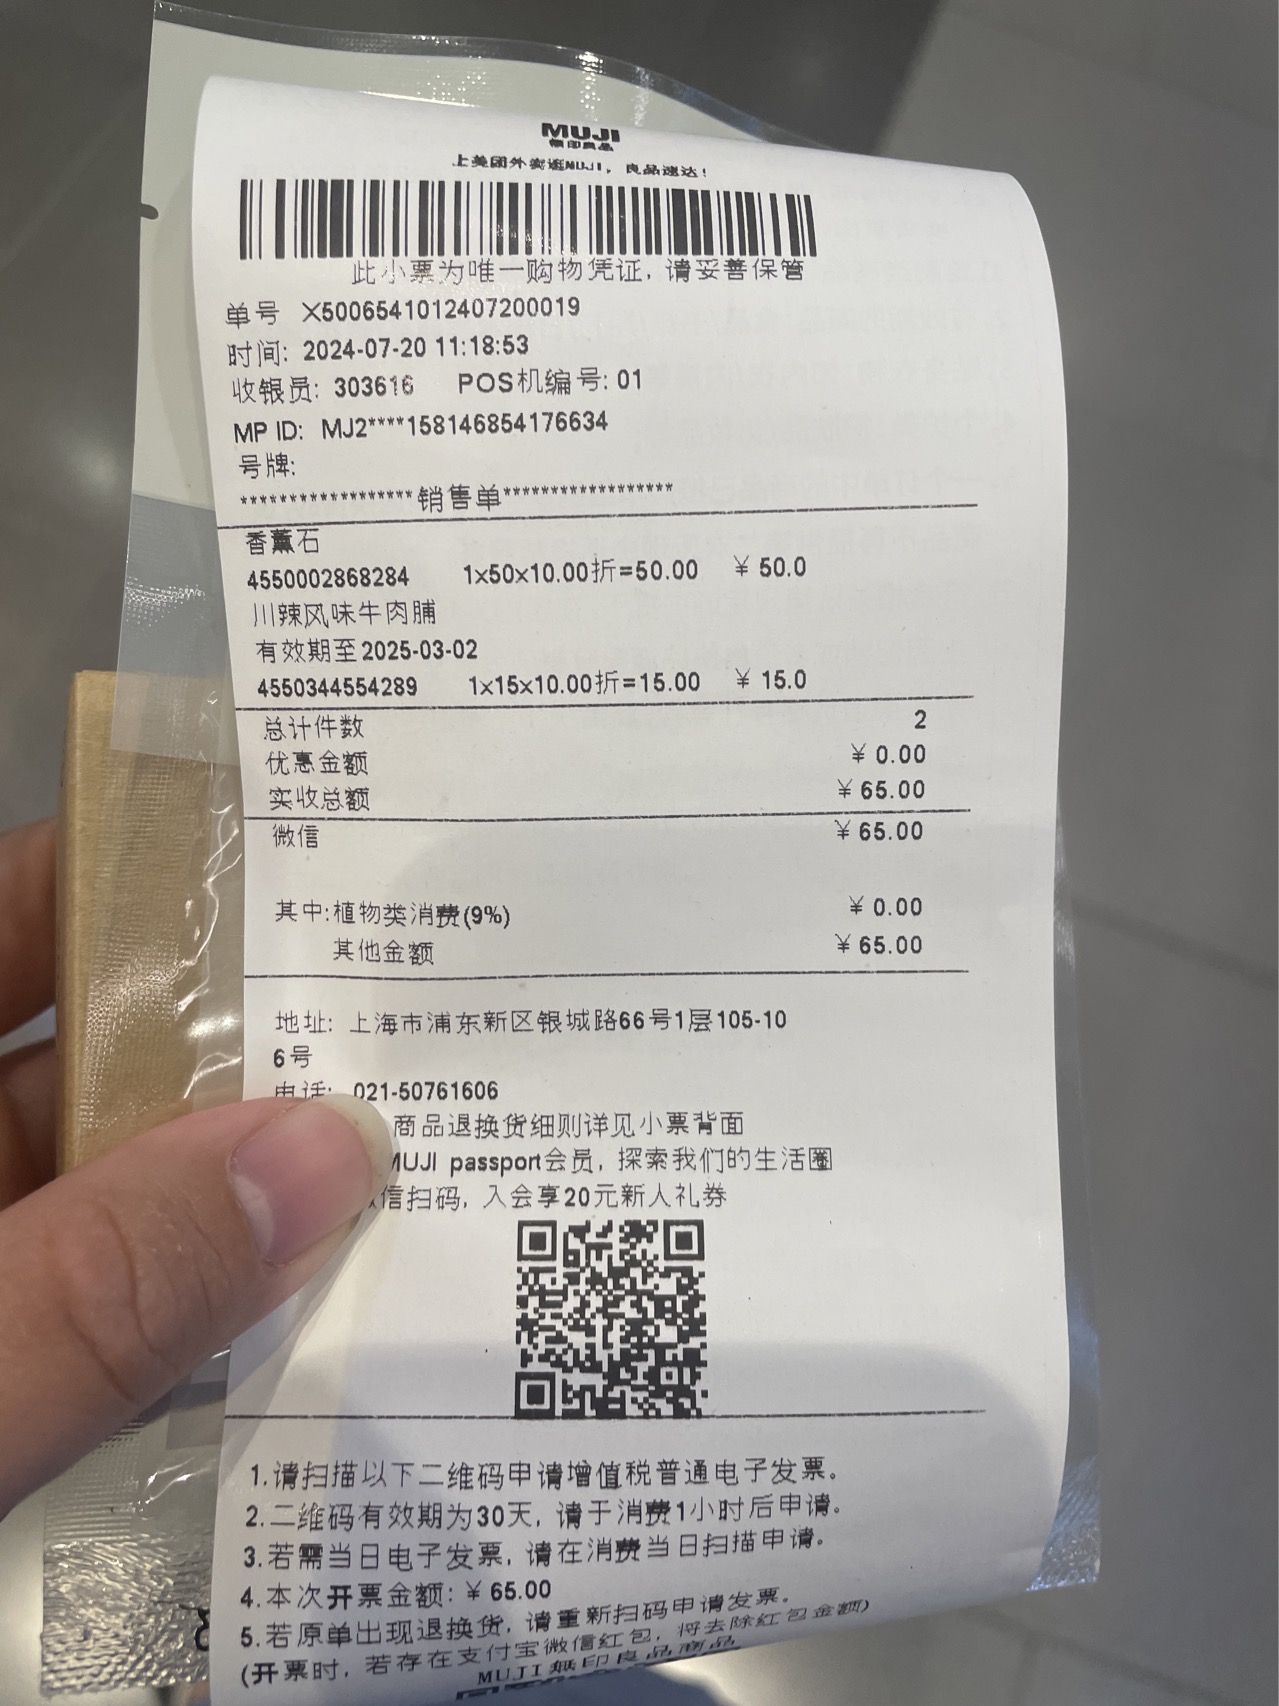 MUJI
無印良品
上美团外卖逛MUJI，良品速达！
此小票为唯一购物凭证，请妥善保管
单号 X5006541012407200019
时间: 2024-07-20 11:18:53
收银员: 303616 POS机编号: 01
MP ID: MJ2****158146854176634
号牌:
******************销售单******************
香薰石
4550002868284 1x50x10.00折=50.00 ￥50.0
川辣风味牛肉脯
有效期至2025-03-02
4550344554289 1x15x10.00折=15.00 ￥15.0
总计件数 2
优惠金额 ￥0.00
实收总额 ￥65.00
微信 ￥65.00
其中:植物类消费(9%) ￥0.00
其他金额 ￥65.00
地址: 上海市浦东新区银城路66号1层105-10
6号
电话: 021-50761606
商品退换货细则详见小票背面
MUJI passport会员, 探索我们的生活圈
微信扫码, 入会享20元新人礼券
1.请扫描以下二维码申请增值税普通电子发票。
2.二维码有效期为30天, 请于消费1小时后申请。
3.若需当日电子发票, 请在消费当日扫描申请。
4.本次开票金额: ￥65.00
5.若原单出现退换货, 请重新扫码申请发票。
(开票时, 若存在支付宝微信红包, 将去除红包金额)
MUJI無印良品商品